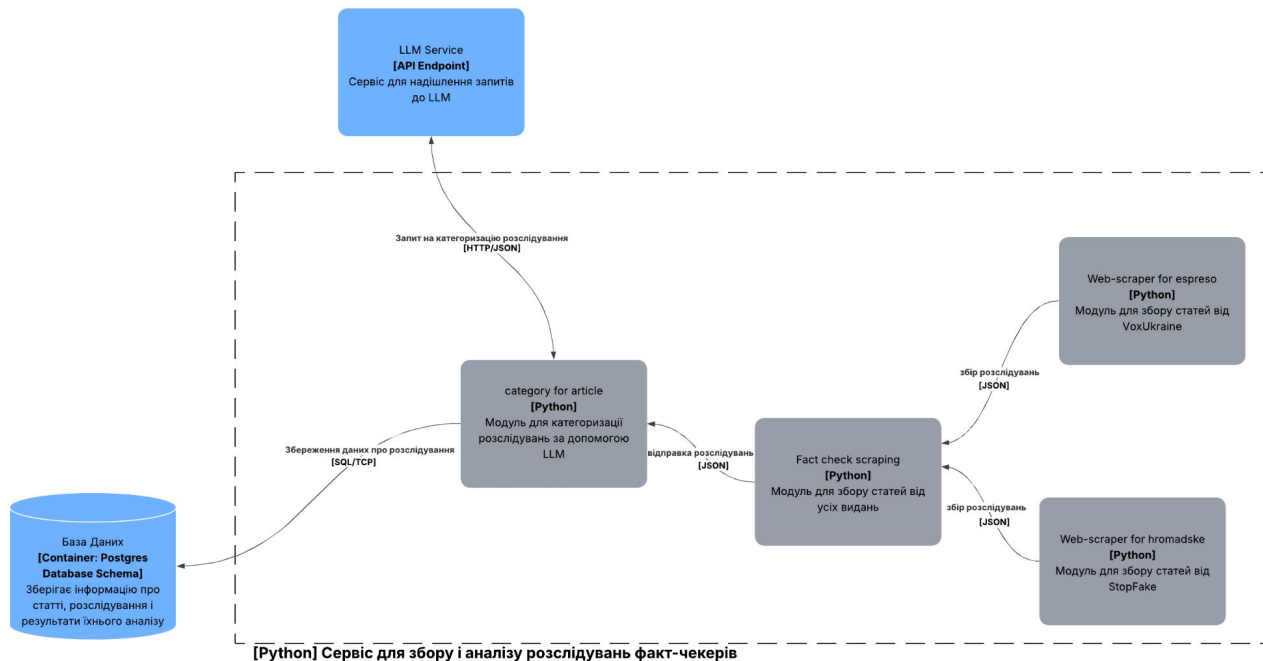 LLM Service
[API Endpoint]
Сервіс для надішлення запитів
до LLM
Запит на категоризацію розслідування
[HTTP/JSON]
Web-scraper for espreso
[Python]
Модуль для збору статей від
VoxUkraine
збір розслідувань
[JSON]
category for article
[Python]
Модуль для категоризації
розслідувань за допомогою
LLM
Збереження даних про розслідування
[SQL/TCP]
відправка розслідувань
[JSON]
Fact check scraping
[Python]
Модуль для збору статей від
усіх видань
збір розслідувань
[JSON]
Web-scraper for hromadske
[Python]
Модуль для збору статей від
StopFake
База Даних
[Container: Postgres
Database Schema]
Зберігає інформацію про
статті, розслідування і
результати їхнього аналізу
[Python] Сервіс для збору і аналізу розслідувань факт-чекерів